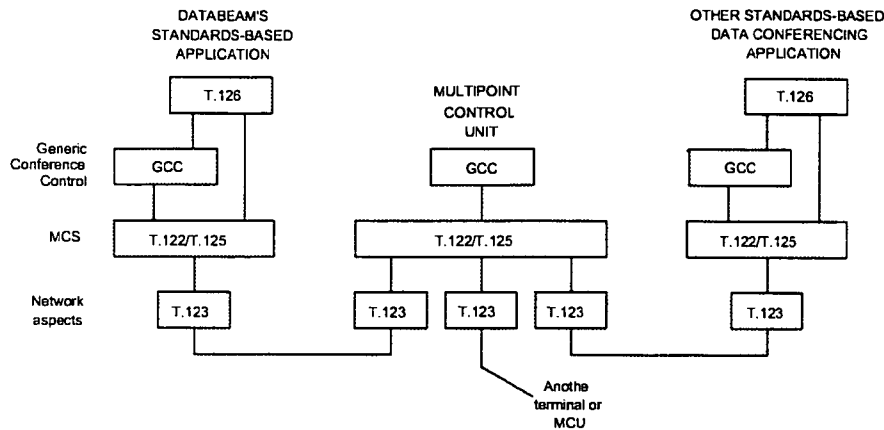 DATABEAM'S
STANDARDS-BASED
APPLICATION
OTHER STANDARDS-BASED
DATA CONFERENCING
APPLICATION
T.126
MULTIPOINT
CONTROL
UNIT
T.126
Generic
Conference
Control
GCC
GCC
GCC
MCS
T.122/T.125
T.122/T.125
T.122/T.125
Network
aspects
T.123
T.123
T.123
T.123
T.123
Anothe
terminal or
MCU